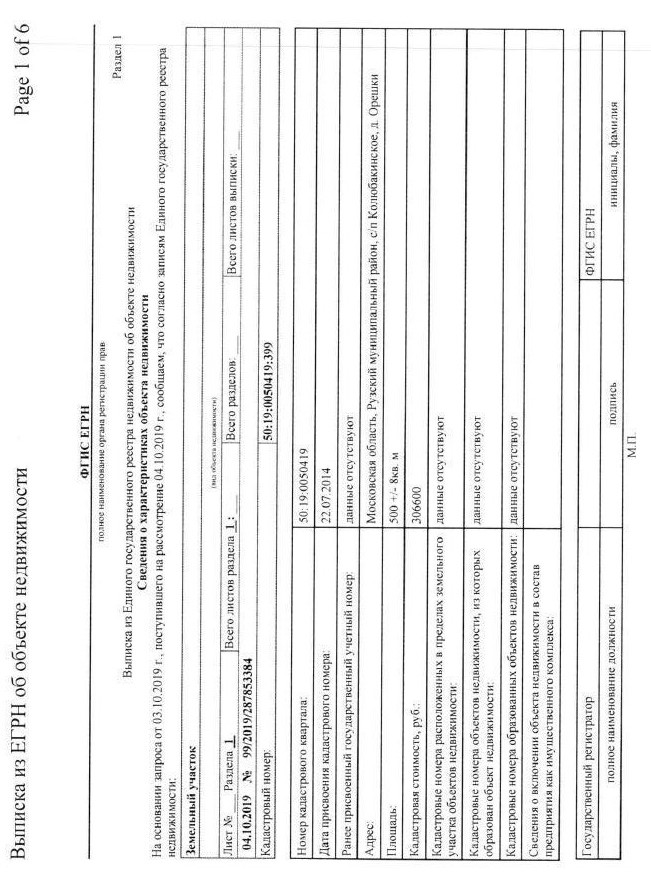 Выписка из ЕГРН об объекте недвижимости
Page 1 of 6
ФГИС ЕГРН
полное наименование органа регистрации прав
Раздел 1
Выписка из Единого государственного реестра недвижимости об объекте недвижимости
Сведения о характеристиках объекта недвижимости
На основании запроса от 03.10.2019 г., поступившего на рассмотрение 04.10.2019 г., сообщаем, что согласно записям Единого государственного реестра
недвижимости:
Земельный участок
(вид объекта недвижимости)
Лист № ___ Раздела 1 Всего листов раздела 1 : ___ Всего разделов: ___ Всего листов выписки: ___
04.10.2019 № 99/2019/287853384
Кадастровый номер: 50:19:0050419:399
Номер кадастрового квартала: 50:19:0050419
Дата присвоения кадастрового номера: 22.07.2014
Ранее присвоенный государственный учетный номер: данные отсутствуют
Адрес: Московская область, Рузский муниципальный район, с/п Колюбакинское, д. Орешки
Площадь: 500 +/- 8кв. м
Кадастровая стоимость, руб.: 306600
Кадастровые номера расположенных в пределах земельного данные отсутствуют
участка объектов недвижимости:
Кадастровые номера объектов недвижимости, из которых данные отсутствуют
образован объект недвижимости:
Кадастровые номера образованных объектов недвижимости: данные отсутствуют
Сведения о включении объекта недвижимости в состав
предприятия как имущественного комплекса:
Государственный регистратор ФГИС ЕГРН
полное наименование должности подпись инициалы, фамилия
М.П.